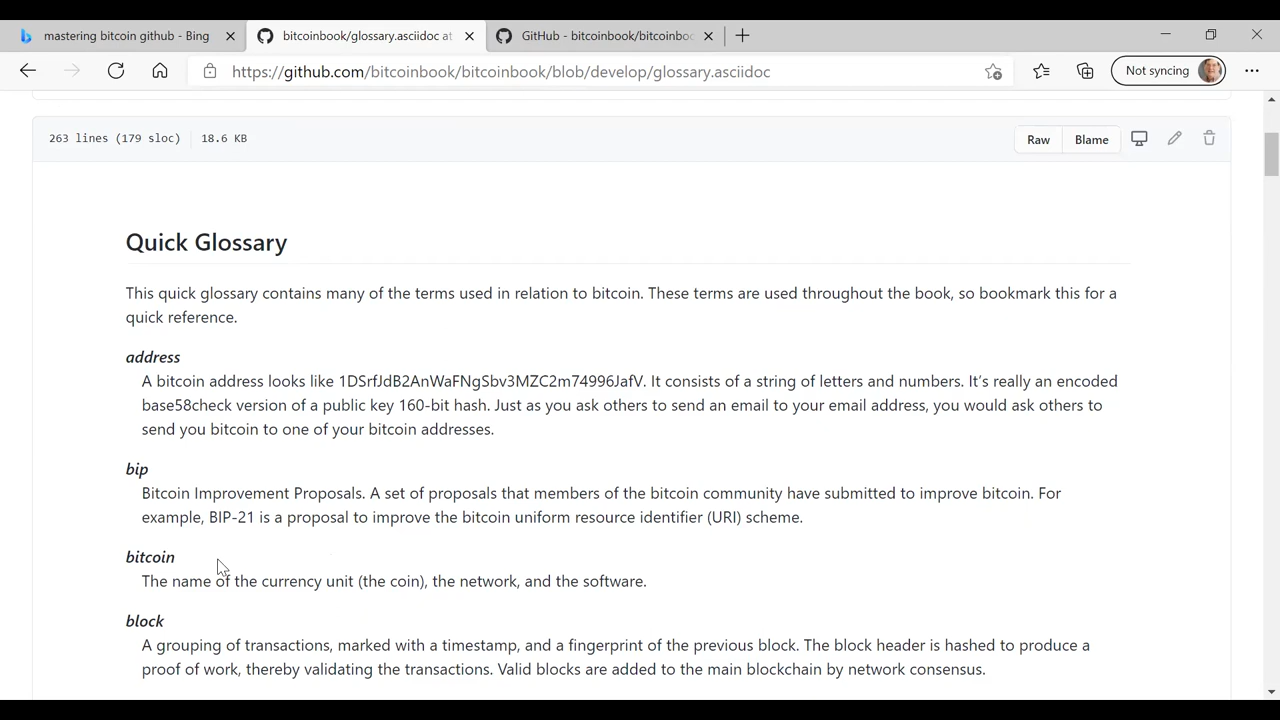 mastering bitcoin github - Bing
bitcoinbook/glossary.asciidoc at
GitHub - bitcoinbook/bitcoinbo
https://github.com/bitcoinbook/bitcoinbook/blob/develop/glossary.asciidoc
Not syncing
263 lines (179 sloc) 18.6 KB
Raw Blame
Quick Glossary
This quick glossary contains many of the terms used in relation to bitcoin. These terms are used throughout the book, so bookmark this for a
quick reference.
address
A bitcoin address looks like 1DSrfJdB2AnWaFNgSbv3MZC2m74996JafV. It consists of a string of letters and numbers. It's really an encoded
base58check version of a public key 160-bit hash. Just as you ask others to send an email to your email address, you would ask others to
send you bitcoin to one of your bitcoin addresses.
bip
Bitcoin Improvement Proposals. A set of proposals that members of the bitcoin community have submitted to improve bitcoin. For
example, BIP-21 is a proposal to improve the bitcoin uniform resource identifier (URI) scheme.
bitcoin
The name of the currency unit (the coin), the network, and the software.
block
A grouping of transactions, marked with a timestamp, and a fingerprint of the previous block. The block header is hashed to produce a
proof of work, thereby validating the transactions. Valid blocks are added to the main blockchain by network consensus.